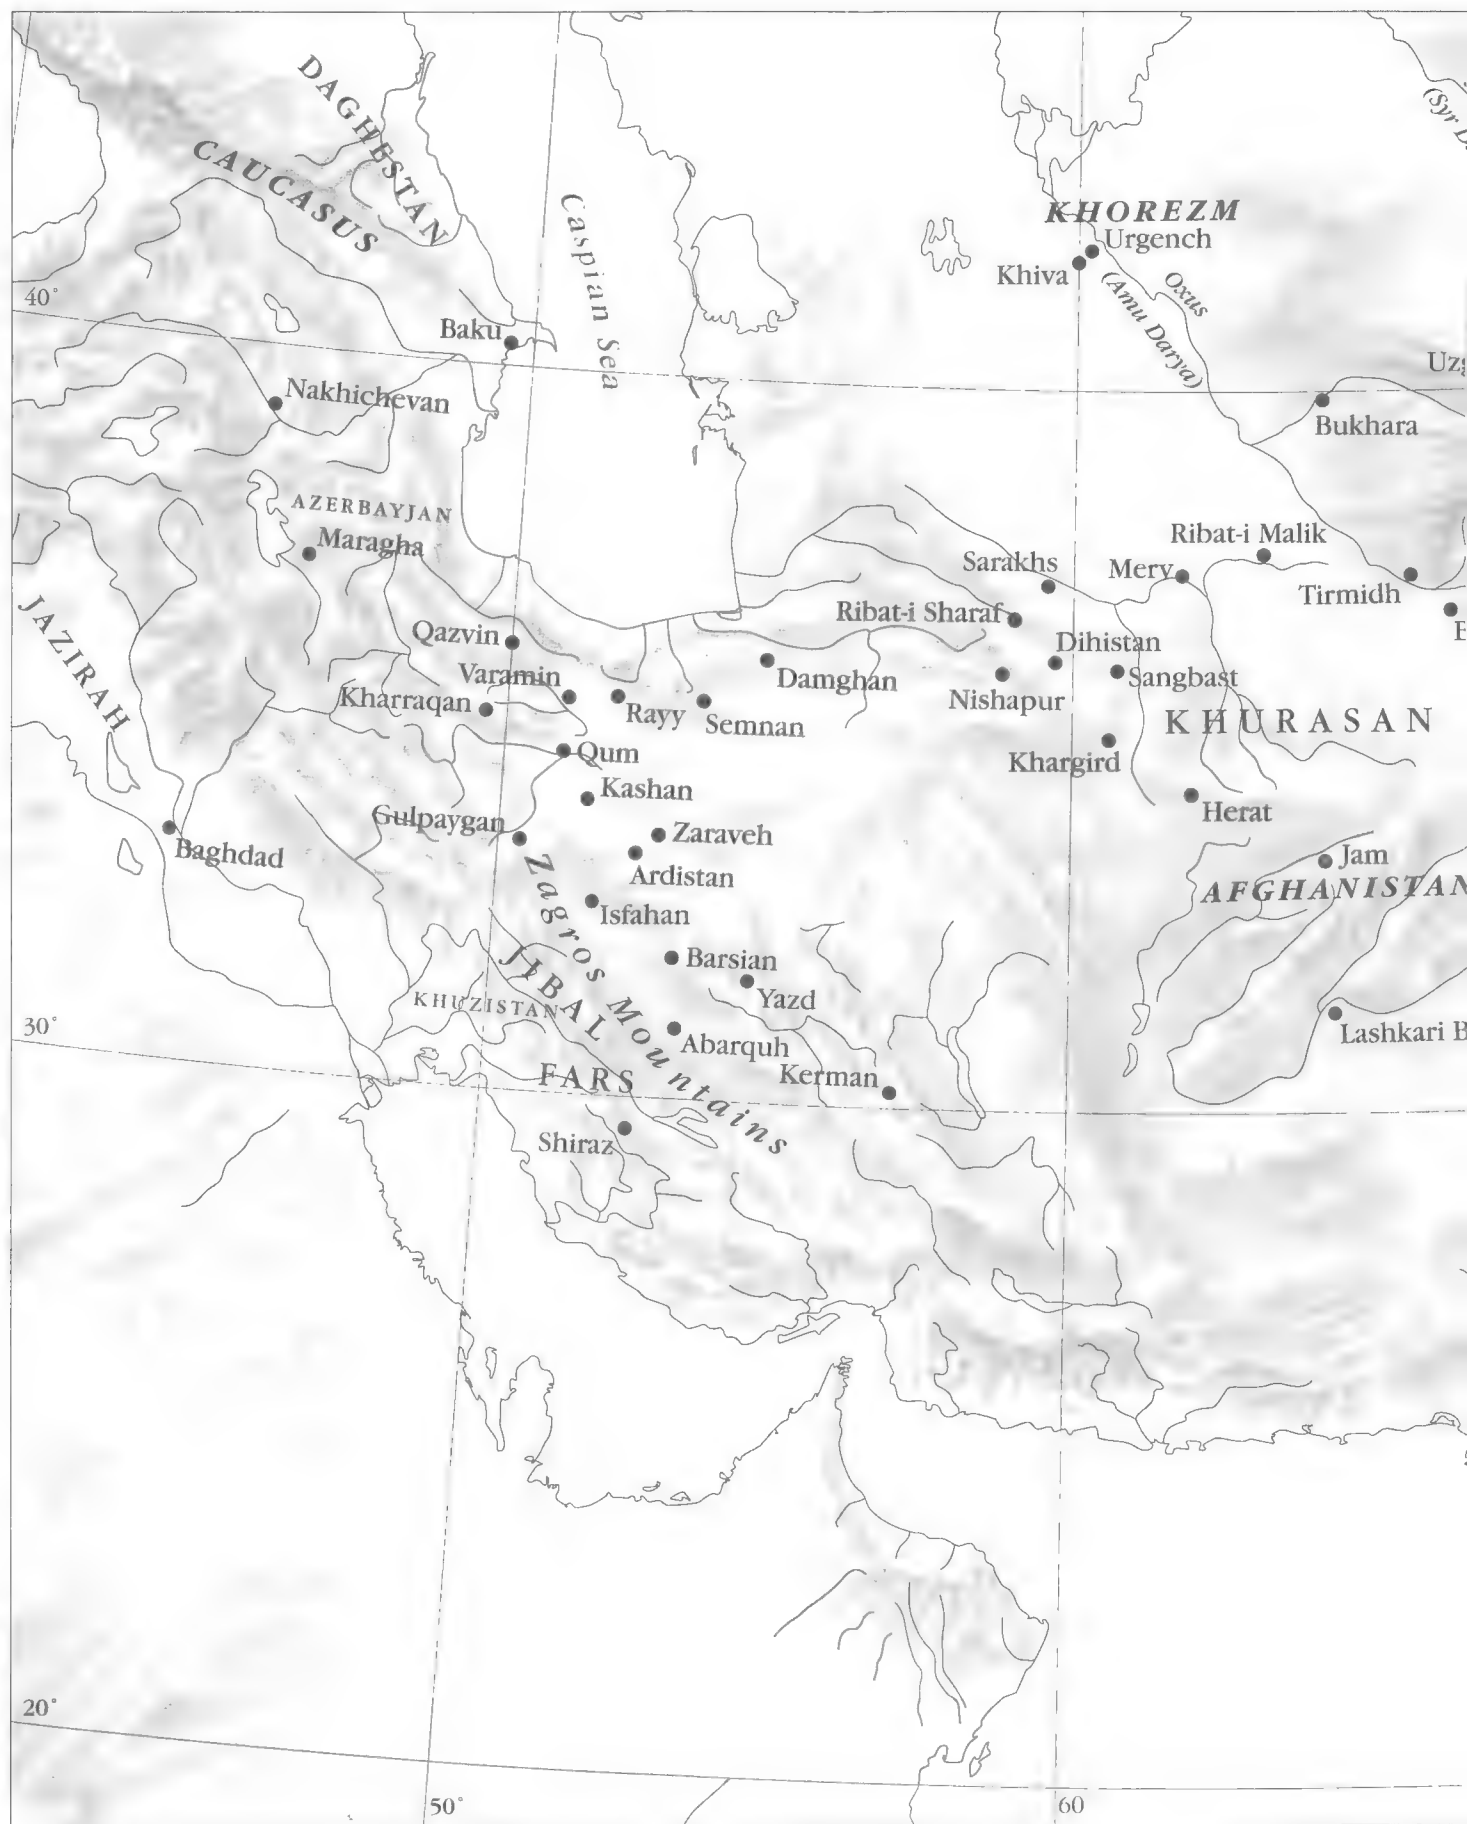 DAGHESTAN
CAUCASUS
Caspian Sea
(Syr D
KHOREZM
Urgench
Khiva
Oxus
(Amu Darya)
40°
Baku
Nakhichevan
Uzg
Bukhara
AZERBAYJAN
Maragha
Ribat-i Malik
Sarakhs
Merv
Tirmidh
JAZIRAH
Ribat-i Sharaf
B
Qazvin
Dihistan
Varamin
Damghan
Sangbast
Kharraqan
Rayy
Semnan
Nishapur
KHURASAN
Qum
Khargird
Kashan
Herat
Gulpaygan
Zaraveh
Baghdad
Jam
Ardistan
AFGHANISTAN
Isfahan
Zagros Mountains
JIBAL
Barsian
Yazd
KHUZISTAN
30°
Abarquh
Lashkari B
FARS
Kerman
Shiraz
20°
50°
60